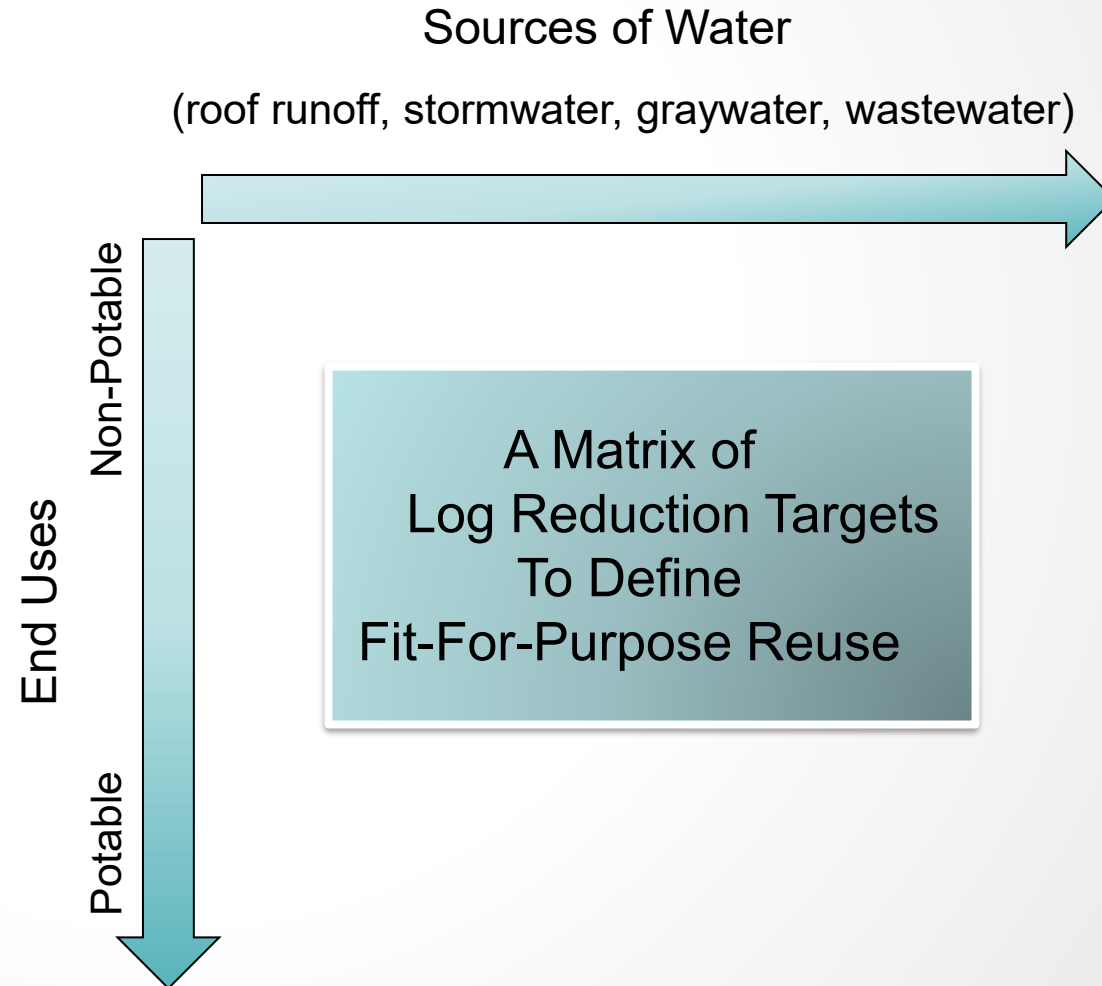 Sources of Water
(roof runoff, stormwater, graywater, wastewater)
End Uses
Non-Potable
Potable
A Matrix of
Log Reduction Targets
To Define
Fit-For-Purpose Reuse